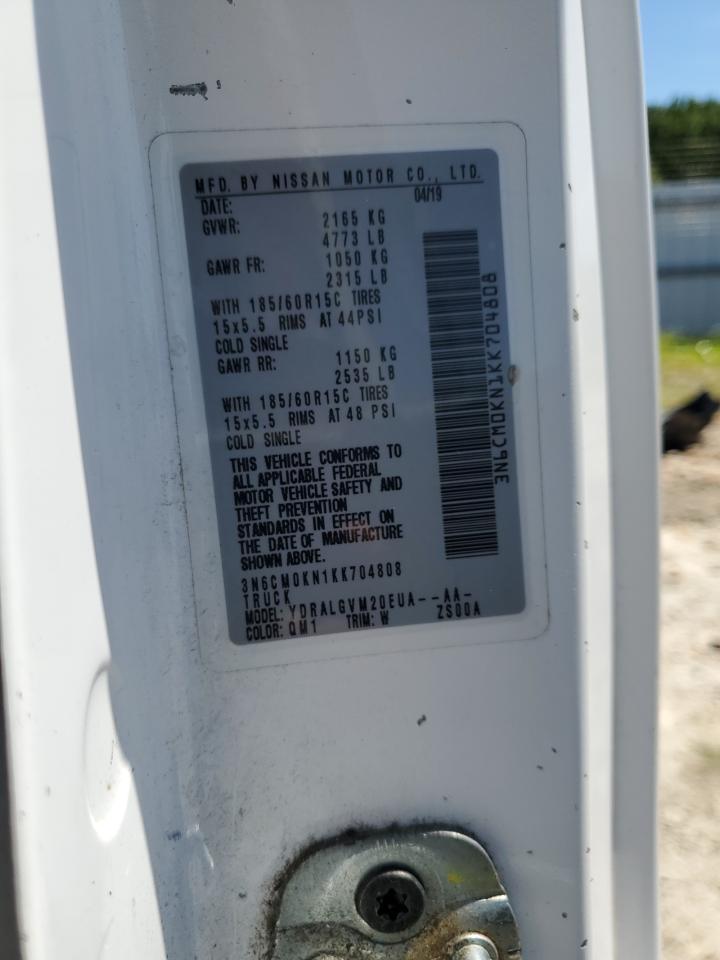 MFD. BY NISSAN MOTOR CO., LTD.
DATE: 04/19
GVWR: 2165 KG
4773 LB
GAWR FR: 1050 KG
2315 LB
WITH 185/60R15C TIRES
15x5.5 RIMS AT 44PSI
COLD SINGLE
GAWR RR: 1150 KG
2535 LB
WITH 185/60R15C TIRES
15x5.5 RIMS AT 48 PSI
COLD SINGLE
THIS VEHICLE CONFORMS TO
ALL APPLICABLE FEDERAL
MOTOR VEHICLE SAFETY AND
THEFT PREVENTION
STANDARDS IN EFFECT ON
THE DATE OF MANUFACTURE
SHOWN ABOVE.
3N6CM0KN1KK704808
TRUCK
MODEL: YDRALGVM20EUA--AA-
COLOR: QM1 TRIM: W ZS00A
3N6CM0KN1KK704808